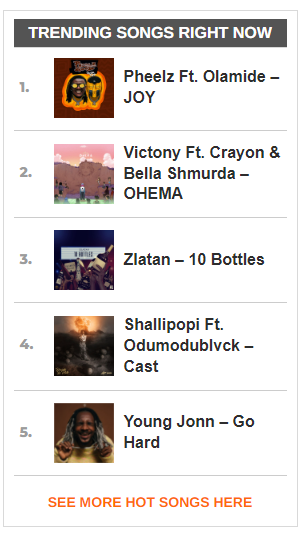 TRENDING SONGS RIGHT NOW
1.
Pheelz Ft. Olamide –
JOY
2.
Victony Ft. Crayon &
Bella Shmurda –
OHEMA
3.
Zlatan – 10 Bottles
4.
Shallipopi Ft.
Odumodublvck –
Cast
5.
Young Jonn – Go
Hard
SEE MORE HOT SONGS HERE